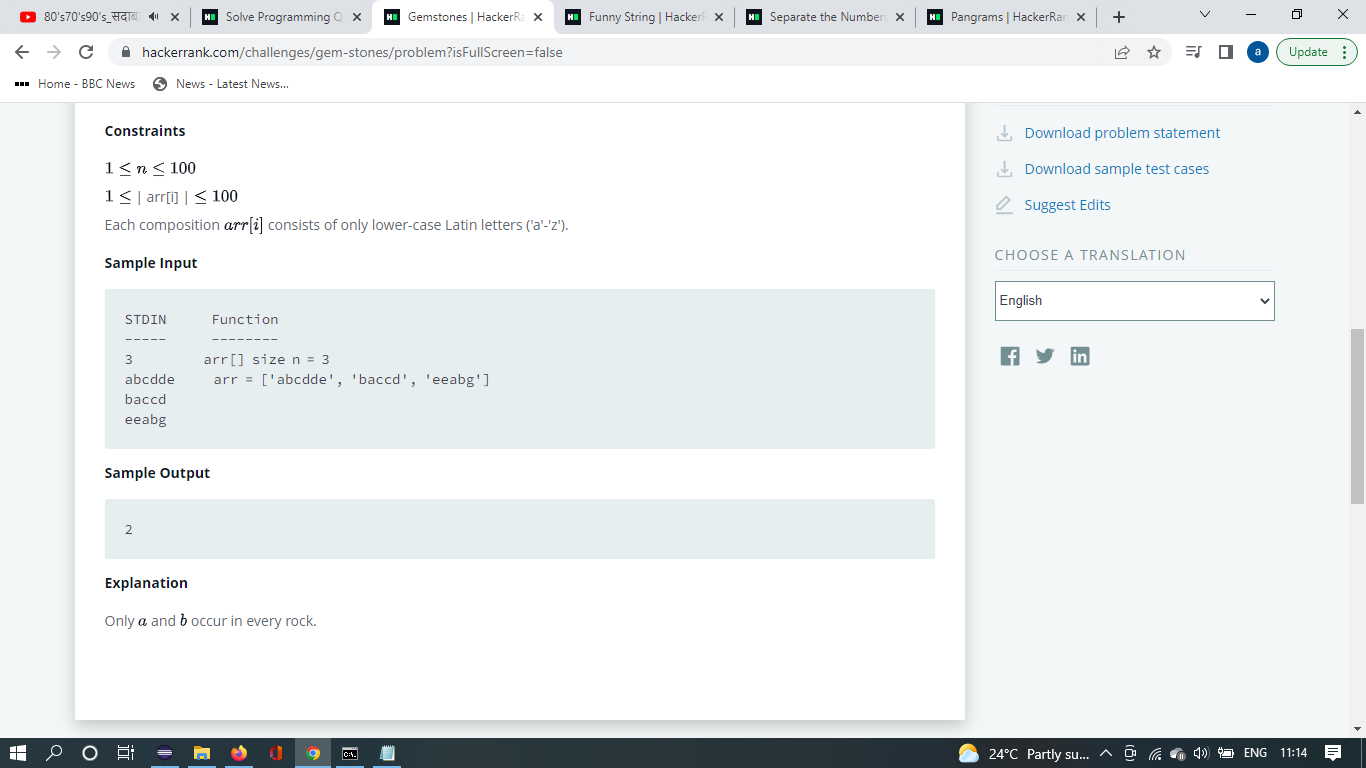 80's70's90's_सदाब
Solve Programming Q
Gemstones | HackerRa
Funny String | HackerR
Separate the Numbers
Pangrams | HackerRan
hackerrank.com/challenges/gem-stones/problem?isFullScreen=false
a
Update
Home - BBC News
News - Latest News...
Constraints
1 ≤ n ≤ 100
1 ≤ | arr[i] | ≤ 100
Each composition arr[i] consists of only lower-case Latin letters ('a'-'z').
Sample Input
STDIN Function
----- --------
3 arr[] size n = 3
abcdde arr = ['abcdde', 'baccd', 'eeabg']
baccd
eeabg
Sample Output
2
Explanation
Only a and b occur in every rock.
Download problem statement
Download sample test cases
Suggest Edits
CHOOSE A TRANSLATION
English
24°C Partly su... ENG 11:14